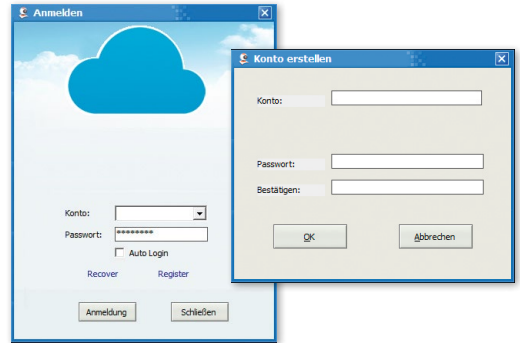 Anmelden
Konto:
Passwort: ********
Auto Login
Recover Register
Anmeldung Schließen
Konto erstellen
Konto:
Passwort:
Bestätigen:
OK Abbrechen